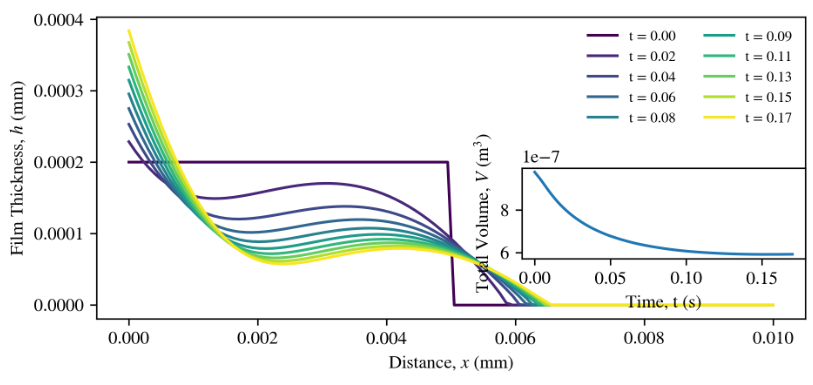 0.0004
0.0003
0.0002
0.0001
0.0000
Film Thickness, h (mm)
0.000
0.002
0.004
0.006
0.008
0.010
Distance, x (mm)
t = 0.00
t = 0.02
t = 0.04
t = 0.06
t = 0.08
t = 0.09
t = 0.11
t = 0.13
t = 0.15
t = 0.17
1e−7
8
6
Total Volume, V (m³)
0.00
0.05
0.10
0.15
Time, t (s)